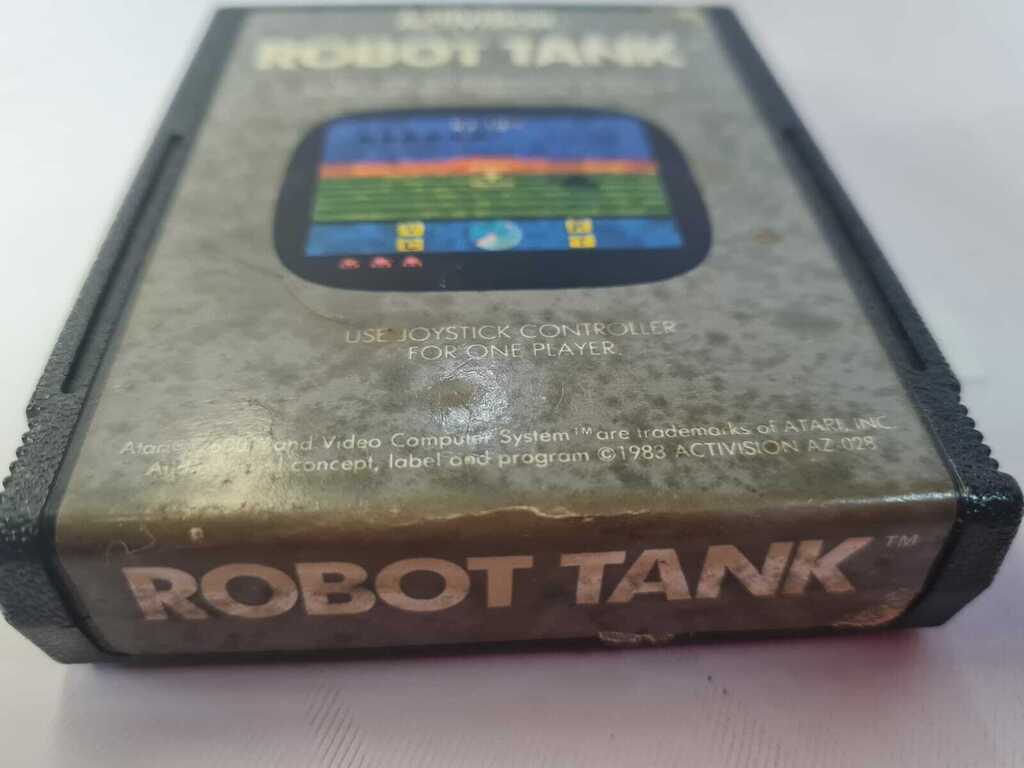 ROBOT TANK
V R
C T
USE JOYSTICK CONTROLLER
FOR ONE PLAYER.
and Video Computer System™ are trademarks of ATARI, INC.
concept, label and program ©1983 ACTIVISION AZ-028
ROBOT TANK™